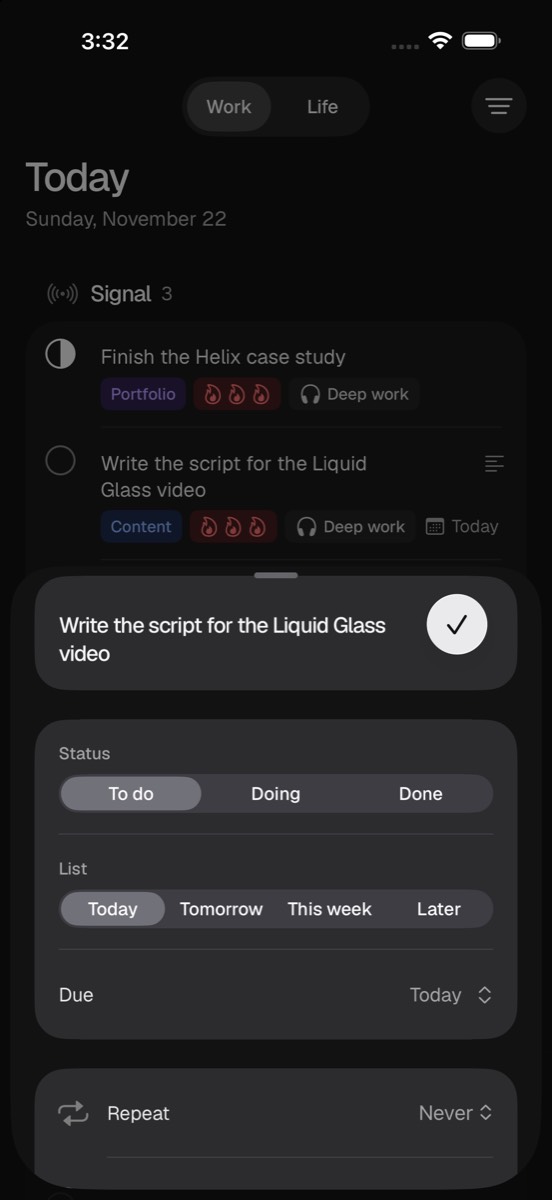 3:32
Work
Life
Today
Sunday, November 22
Signal 3
Finish the Helix case study
Portfolio
Deep work
Write the script for the Liquid
Glass video
Content
Deep work
Today
Write the script for the Liquid Glass
video
Status
To do
Doing
Done
List
Today
Tomorrow
This week
Later
Due
Today
Repeat
Never